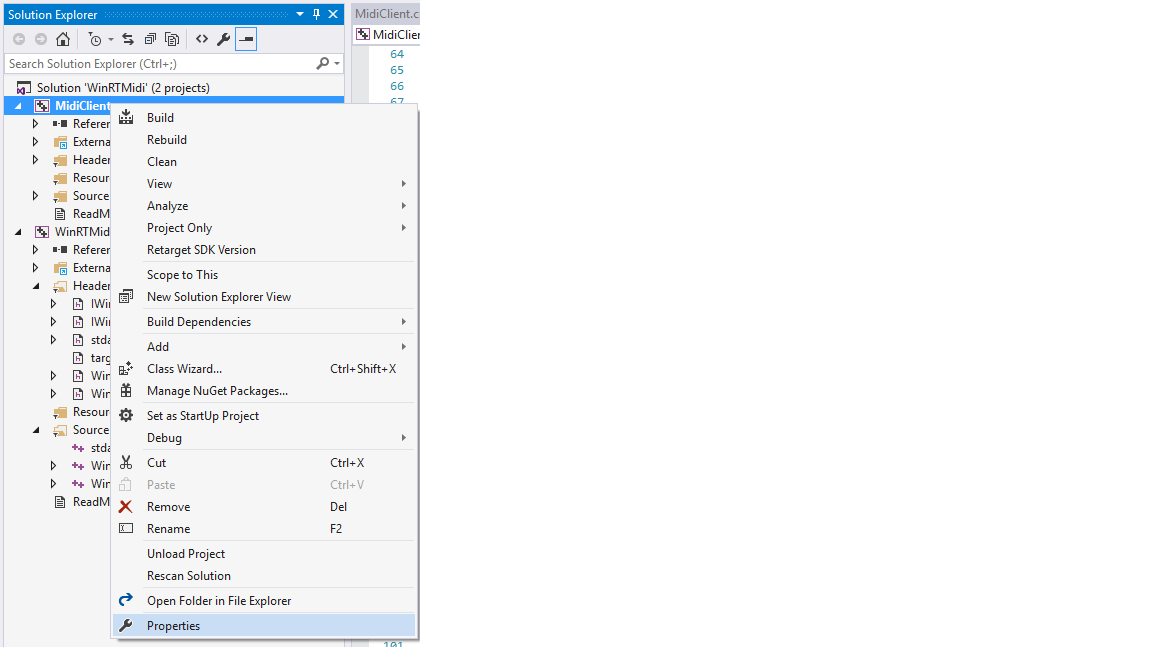 Solution Explorer
Search Solution Explorer (Ctrl+;)
Solution 'WinRTMidi' (2 projects)
MidiClient
Referen
Externa
Header
Resour
Source
ReadM
WinRTMid
Referen
Externa
Header
IWin
IWin
stda
targ
Win
Win
Resour
Source
stda
Win
Win
ReadM
Build
Rebuild
Clean
View
Analyze
Project Only
Retarget SDK Version
Scope to This
New Solution Explorer View
Build Dependencies
Add
Class Wizard... Ctrl+Shift+X
Manage NuGet Packages...
Set as StartUp Project
Debug
Cut Ctrl+X
Paste Ctrl+V
Remove Del
Rename F2
Unload Project
Rescan Solution
Open Folder in File Explorer
Properties
MidiClient.c
MidiClien
64
65
66
67
101